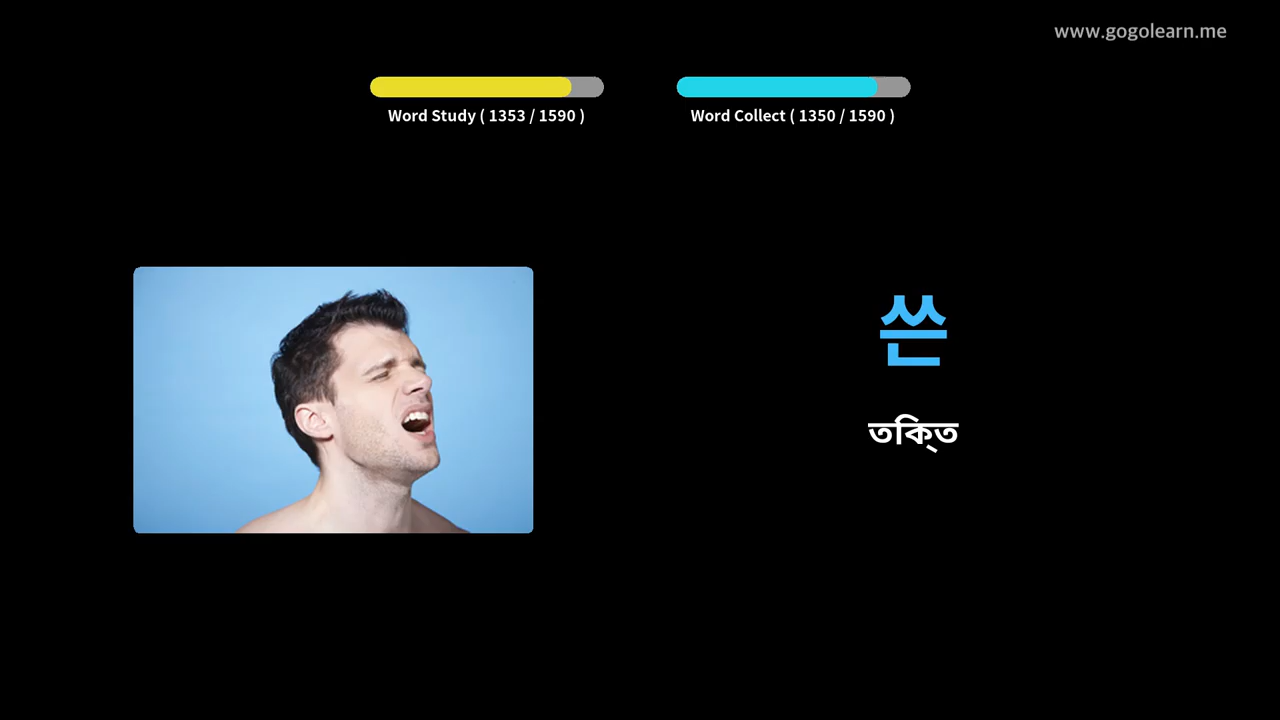 www.gogolearn.me
Word Study ( 1353 / 1590 )
Word Collect ( 1350 / 1590 )
쓴
তক্িত